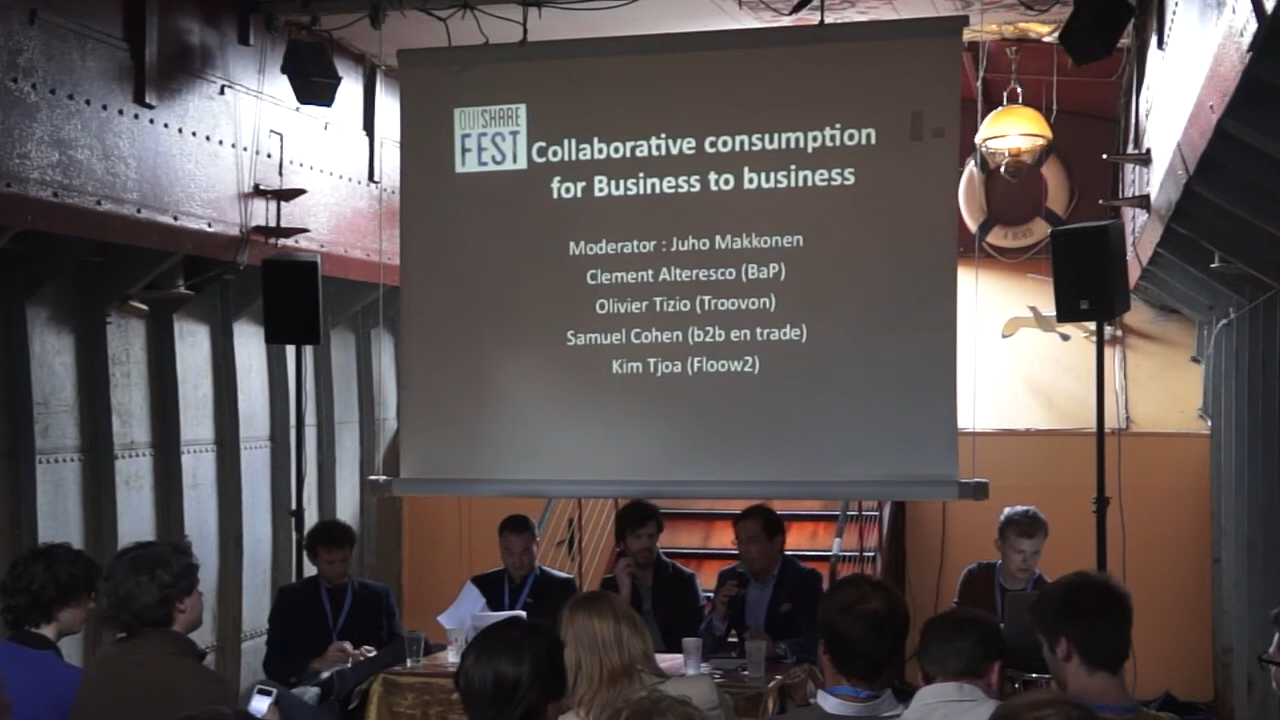 OUISHARE
FEST
Collaborative consumption
for Business to business
Moderator : Juho Makkonen
Clement Alteresco (BaP)
Olivier Tizio (Troovon)
Samuel Cohen (b2b en trade)
Kim Tjoa (Floow2)
A BORD